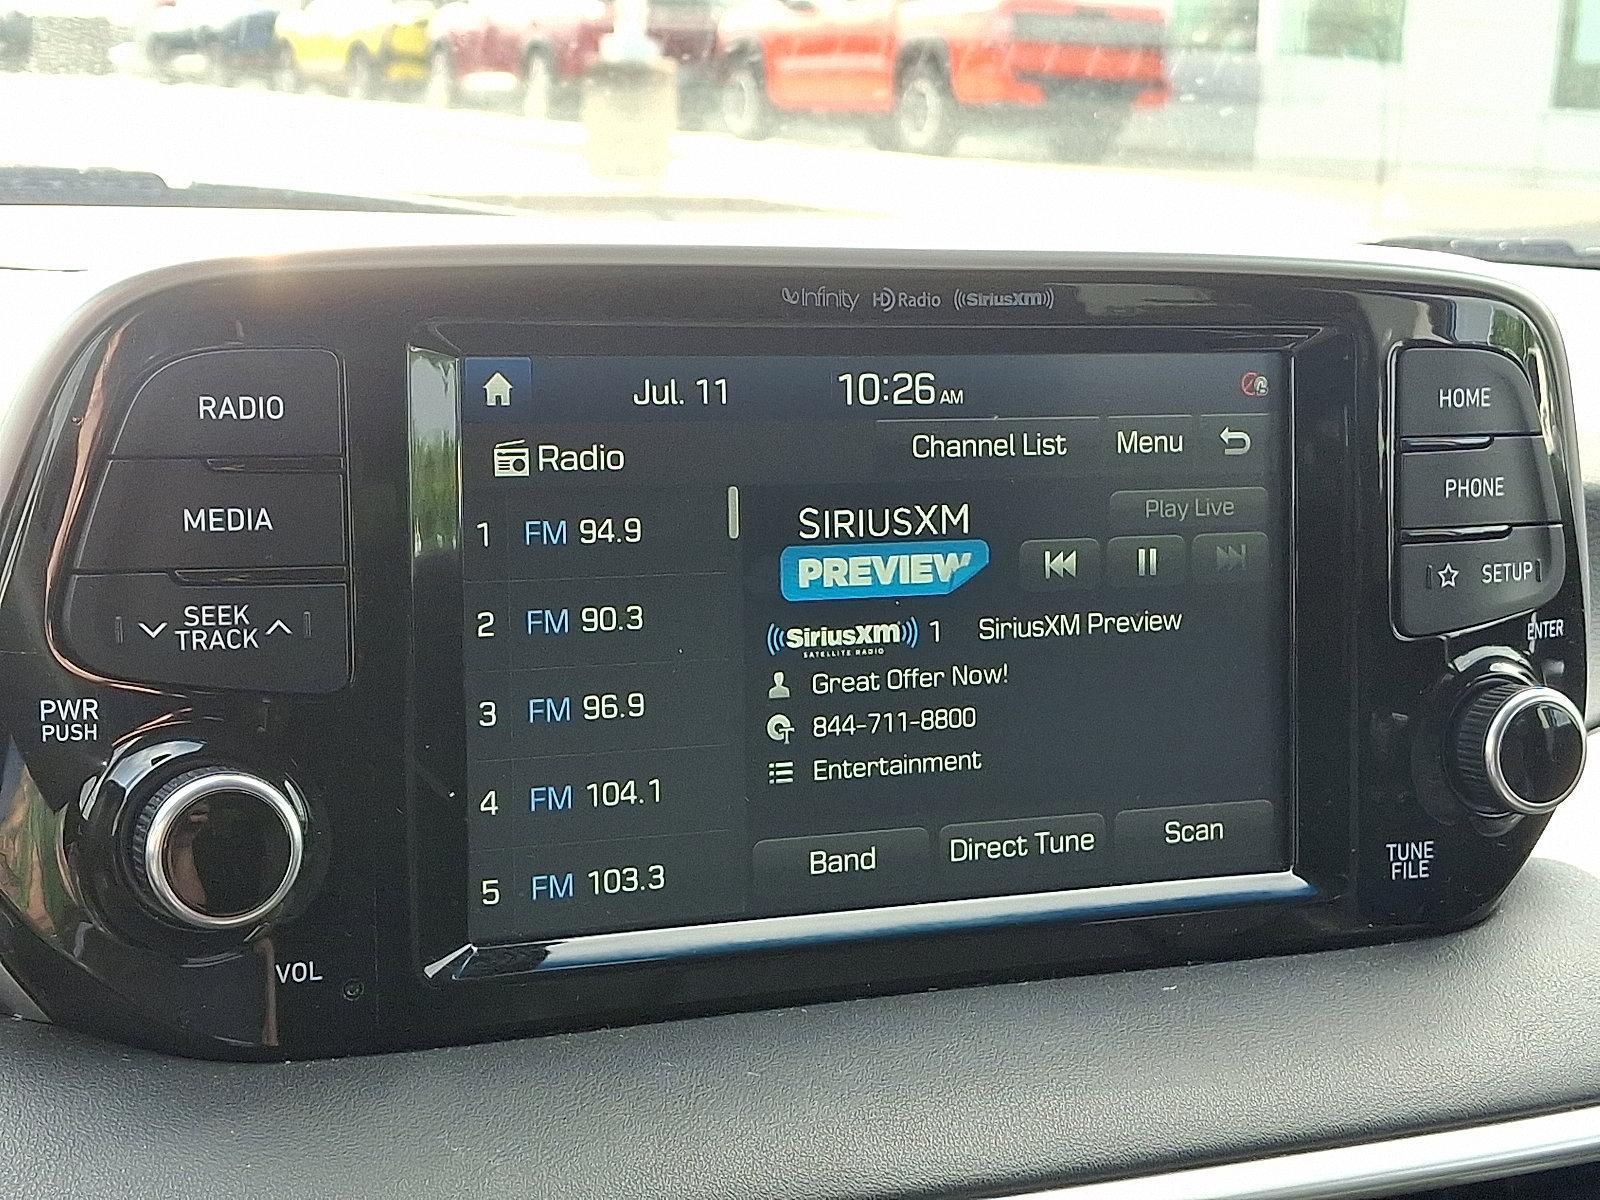 Infinity HD Radio ((SiriusXM))
RADIO
MEDIA
SEEK
TRACK
PWR
PUSH
VOL
Jul. 11 10:26 AM
Radio
Channel List Menu
1 FM 94.9
2 FM 90.3
3 FM 96.9
4 FM 104.1
5 FM 103.3
SIRIUSXM
PREVIEW
Play Live
((SiriusXM)) 1 SiriusXM Preview
SATELLITE RADIO
Great Offer Now!
844-711-8800
Entertainment
Band Direct Tune Scan
HOME
PHONE
SETUP
ENTER
TUNE
FILE